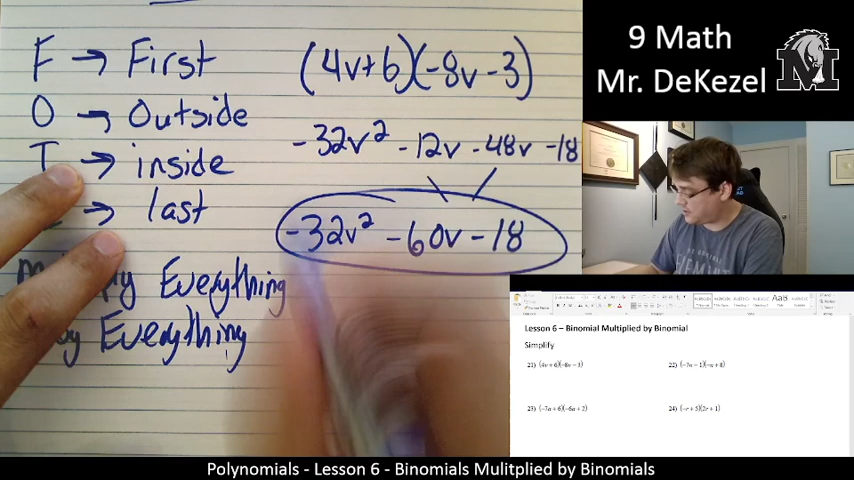 F → First
O → Outside
I → inside
→ last
Everything
by Everything
(4v+6)(-8v-3)
-32v² -12v -48v -18
-32v² -60v -18
9 Math
Mr. DeKezel
M
Lesson 6 – Binomial Multiplied by Binomial
Simplify
21) (4v + 6)(-8v - 3)
22) (-7n - 1)(-n + 8)
23) (-7a + 6)(-6a + 2)
24) (-r + 5)(2r + 1)
Polynomials - Lesson 6 - Binomials Mulitplied by Binomials